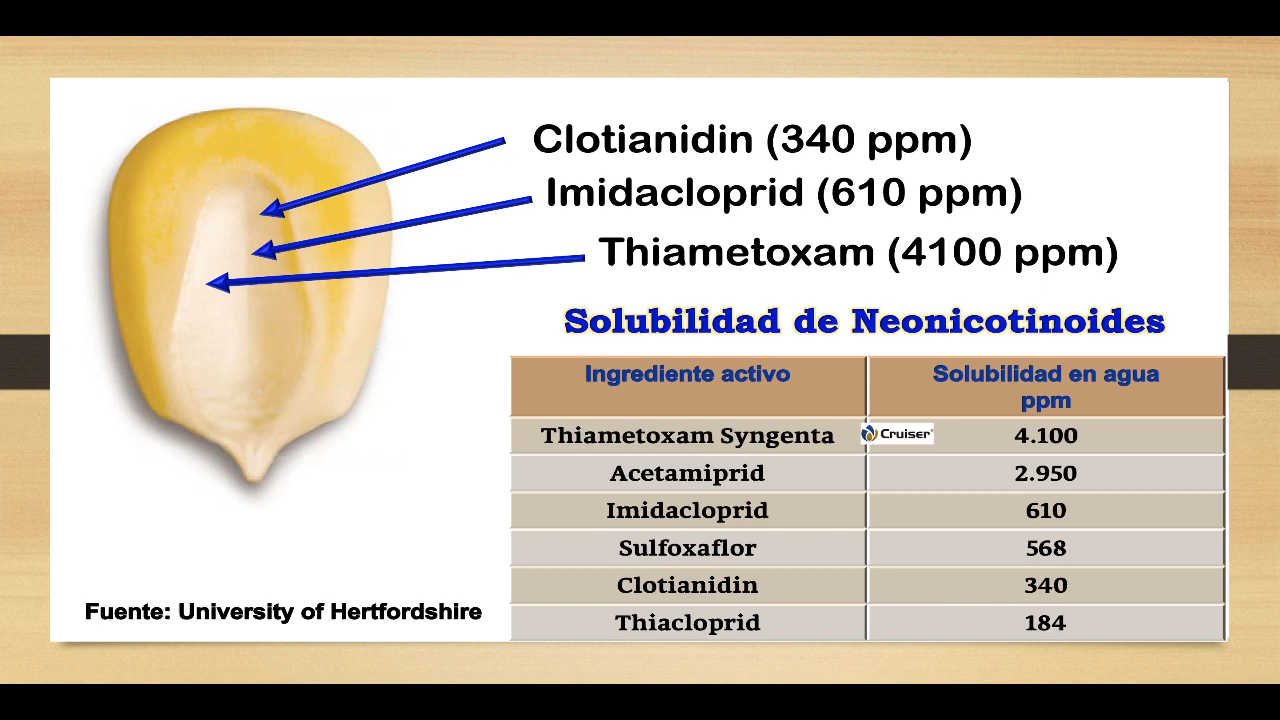 Clotianidin (340 ppm)
Imidacloprid (610 ppm)
Thiametoxam (4100 ppm)
Solubilidad de Neonicotinoides
Ingrediente activo
Solubilidad en agua
ppm
Thiametoxam Syngenta Cruiser 4.100
Acetamiprid 2.950
Imidacloprid 610
Sulfoxaflor 568
Clotianidin 340
Thiacloprid 184
Fuente: University of Hertfordshire